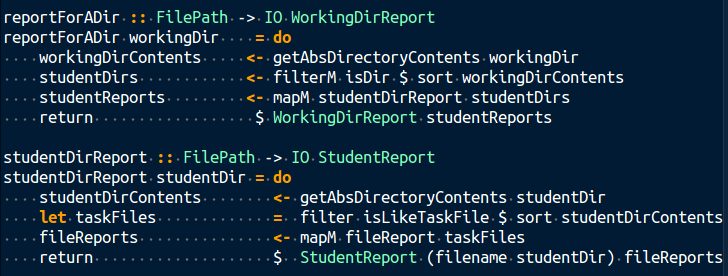 reportForADir :: FilePath -> IO WorkingDirReport
reportForADir workingDir    = do
    workingDirContents     <- getAbsDirectoryContents workingDir
    studentDirs            <- filterM isDir $ sort workingDirContents
    studentReports         <- mapM studentDirReport studentDirs
    return                  $ WorkingDirReport studentReports

studentDirReport :: FilePath -> IO StudentReport
studentDirReport studentDir = do
    studentDirContents        <- getAbsDirectoryContents studentDir
    let taskFiles             =  filter isLikeTaskFile $ sort studentDirContents
    fileReports               <- mapM fileReport taskFiles
    return                    $  StudentReport (filename studentDir) fileReports